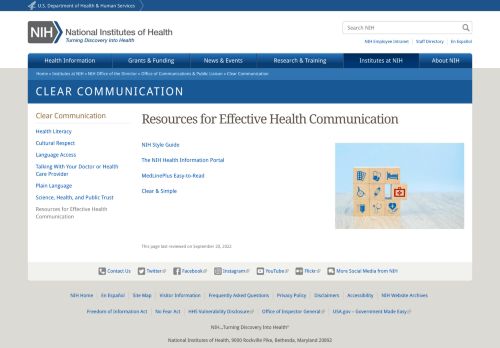 U.S. Department of Health & Human Services
NIH National Institutes of Health
Turning Discovery Into Health
Search NIH
NIH Employee Intranet | Staff Directory | En Español
Health Information Grants & Funding News & Events Research & Training Institutes at NIH About NIH
Home » Institutes at NIH » NIH Office of the Director » Office of Communications & Public Liaison » Clear Communication
CLEAR COMMUNICATION
Clear Communication
Health Literacy
Cultural Respect
Language Access
Talking With Your Doctor or Health
Care Provider
Plain Language
Science, Health, and Public Trust
Resources for Effective Health
Communication
Resources for Effective Health Communication
NIH Style Guide
The NIH Health Information Portal
MedLinePlus Easy-to-Read
Clear & Simple
This page last reviewed on September 20, 2022
Contact Us Twitter Facebook Instagram YouTube Flickr More Social Media from NIH
NIH Home En Español Site Map Visitor Information Frequently Asked Questions Privacy Policy Disclaimers Accessibility NIH Website Archives
Freedom of Information Act No Fear Act HHS Vulnerability Disclosure Office of Inspector General USA.gov – Government Made Easy
NIH...Turning Discovery Into Health®
National Institutes of Health, 9000 Rockville Pike, Bethesda, Maryland 20892